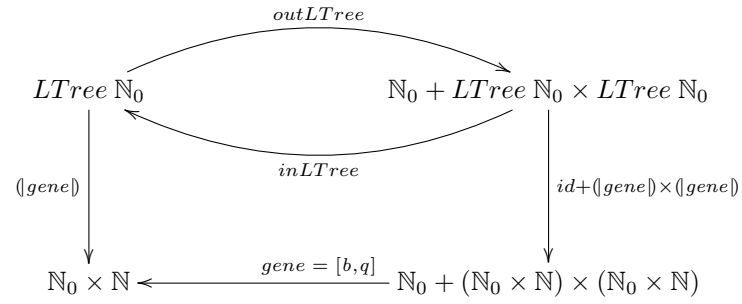 outLTree
LTree ℕ₀
ℕ₀ + LTree ℕ₀ × LTree ℕ₀
inLTree
⦇gene⦈
id+⦇gene⦈×⦇gene⦈
ℕ₀ × ℕ
gene = [b,q]
ℕ₀ + (ℕ₀ × ℕ) × (ℕ₀ × ℕ)